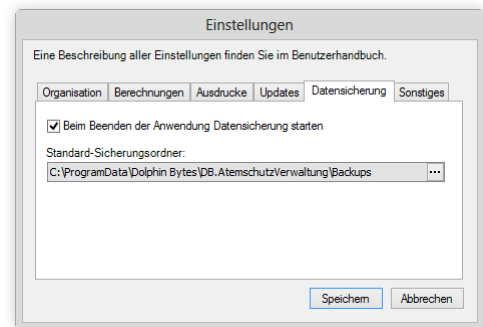 Einstellungen
Eine Beschreibung aller Einstellungen finden Sie im Benutzerhandbuch.
Organisation Berechnungen Ausdrucke Updates Datensicherung Sonstiges
Beim Beenden der Anwendung Datensicherung starten
Standard-Sicherungsordner:
C:\ProgramData\Dolphin Bytes\DB.AtemschutzVerwaltung\Backups ...
Speichern Abbrechen